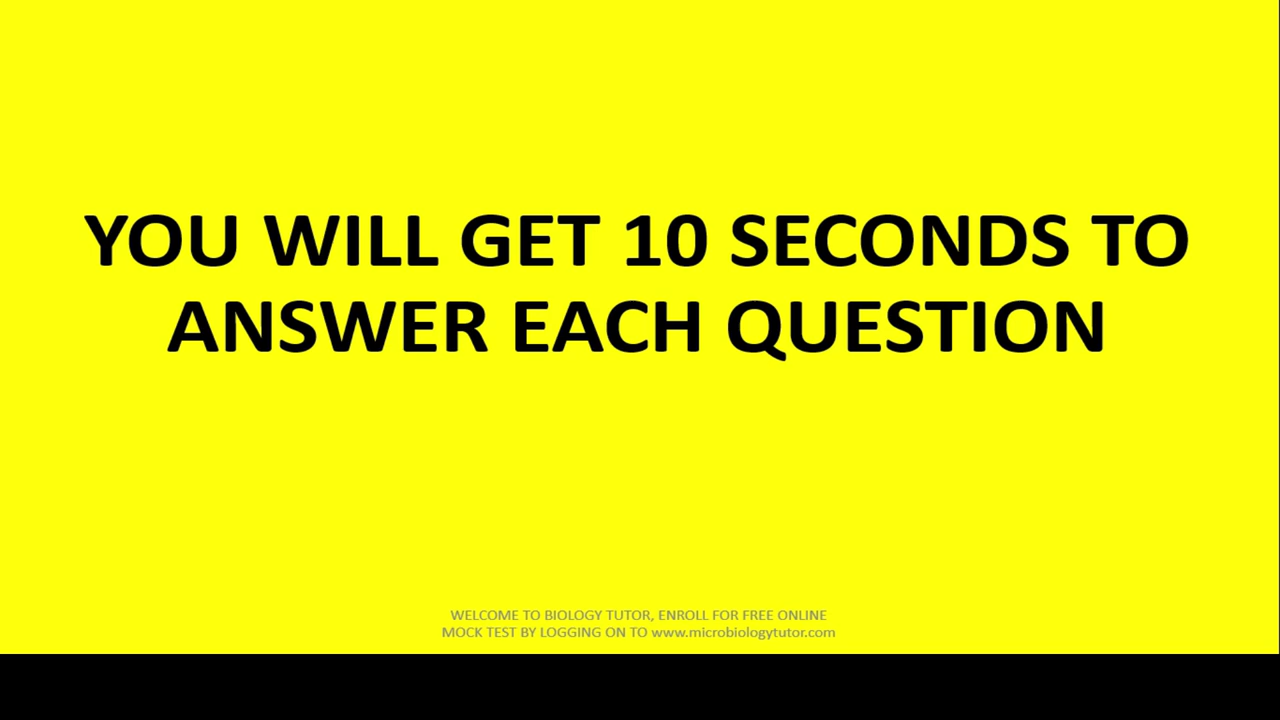 YOU WILL GET 10 SECONDS TO
ANSWER EACH QUESTION
WELCOME TO BIOLOGY TUTOR, ENROLL FOR FREE ONLINE
MOCK TEST BY LOGGING ON TO www.microbiologytutor.com